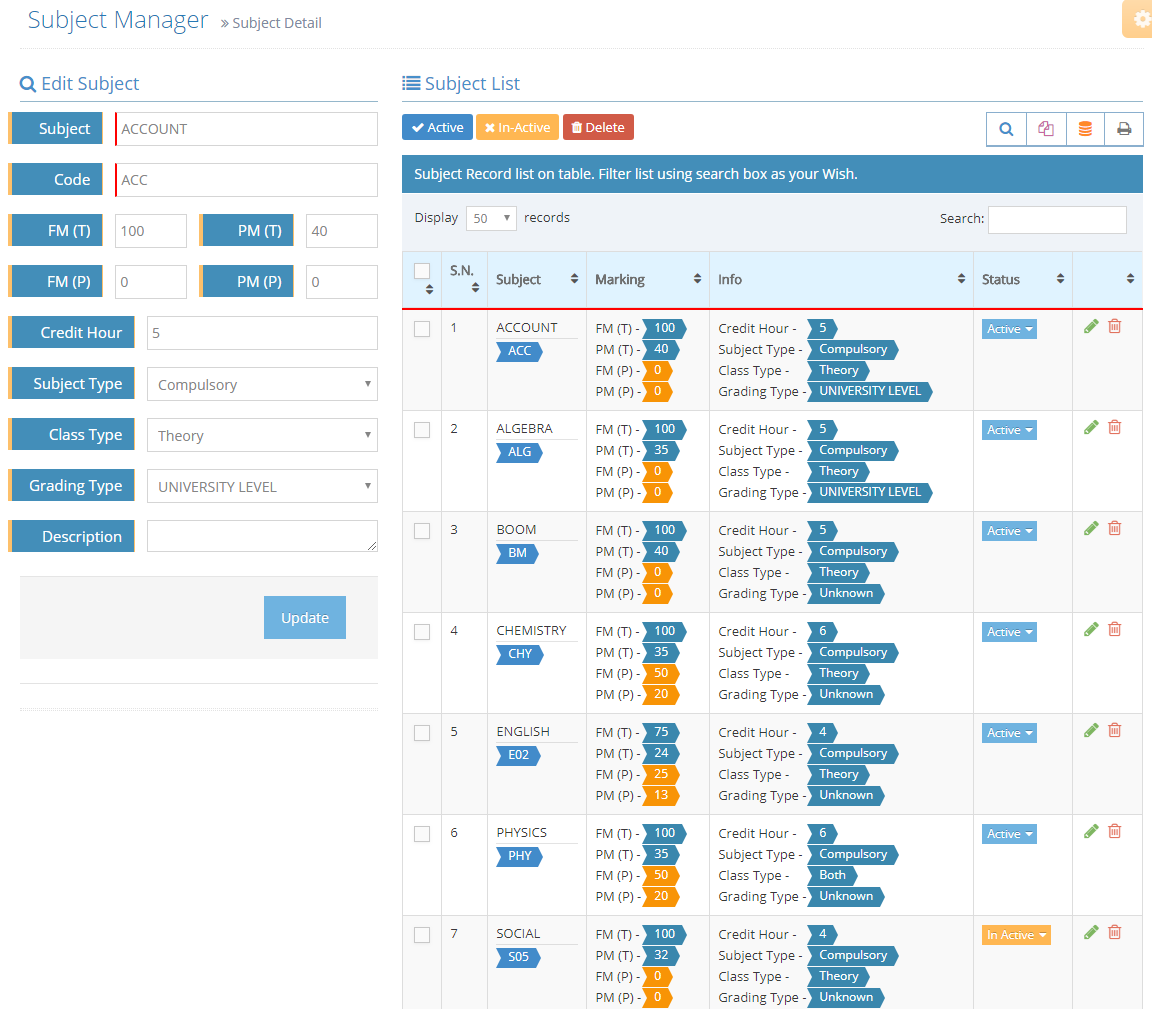 Subject Manager » Subject Detail
Edit Subject
Subject ACCOUNT
Code ACC
FM (T) 100 PM (T) 40
FM (P) 0 PM (P) 0
Credit Hour 5
Subject Type Compulsory
Class Type Theory
Grading Type UNIVERSITY LEVEL
Description
Update
Subject List
Active In-Active Delete
Subject Record list on table. Filter list using search box as your Wish.
Display 50 records Search:
S.N. Subject Marking Info Status
1 ACCOUNT FM (T) - 100 Credit Hour - 5 Active
ACC PM (T) - 40 Subject Type - Compulsory
FM (P) - 0 Class Type - Theory
PM (P) - 0 Grading Type - UNIVERSITY LEVEL
2 ALGEBRA FM (T) - 100 Credit Hour - 5 Active
ALG PM (T) - 35 Subject Type - Compulsory
FM (P) - 0 Class Type - Theory
PM (P) - 0 Grading Type - UNIVERSITY LEVEL
3 BOOM FM (T) - 100 Credit Hour - 5 Active
BM PM (T) - 40 Subject Type - Compulsory
FM (P) - 0 Class Type - Theory
PM (P) - 0 Grading Type - Unknown
4 CHEMISTRY FM (T) - 100 Credit Hour - 6 Active
CHY PM (T) - 35 Subject Type - Compulsory
FM (P) - 50 Class Type - Theory
PM (P) - 20 Grading Type - Unknown
5 ENGLISH FM (T) - 75 Credit Hour - 4 Active
E02 PM (T) - 24 Subject Type - Compulsory
FM (P) - 25 Class Type - Theory
PM (P) - 13 Grading Type - Unknown
6 PHYSICS FM (T) - 100 Credit Hour - 6 Active
PHY PM (T) - 35 Subject Type - Compulsory
FM (P) - 50 Class Type - Both
PM (P) - 20 Grading Type - Unknown
7 SOCIAL FM (T) - 100 Credit Hour - 4 In Active
S05 PM (T) - 32 Subject Type - Compulsory
FM (P) - 0 Class Type - Theory
PM (P) - 0 Grading Type - Unknown